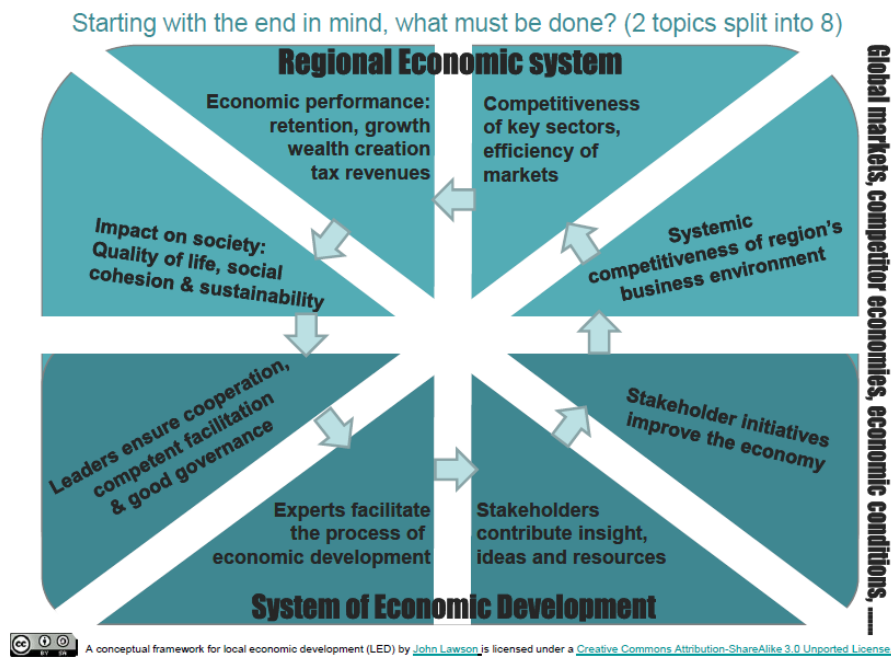 Starting with the end in mind, what must be done? (2 topics split into 8)
Regional Economic system
Economic performance:
retention, growth
wealth creation
tax revenues
Competitiveness
of key sectors,
efficiency of
markets
Impact on society:
Quality of life, social
cohesion & sustainability
Systemic
competitiveness of region's
business environment
Leaders ensure cooperation,
competent facilitation
& good governance
Stakeholder initiatives
improve the economy
Experts facilitate
the process of
economic development
Stakeholders
contribute insight,
ideas and resources
System of Economic Development
Global markets, competitor economies, economic conditions, .....
cc
BY
A conceptual framework for local economic development (LED) by John Lawson is licensed under a Creative Commons Attribution-ShareAlike 3.0 Unported License